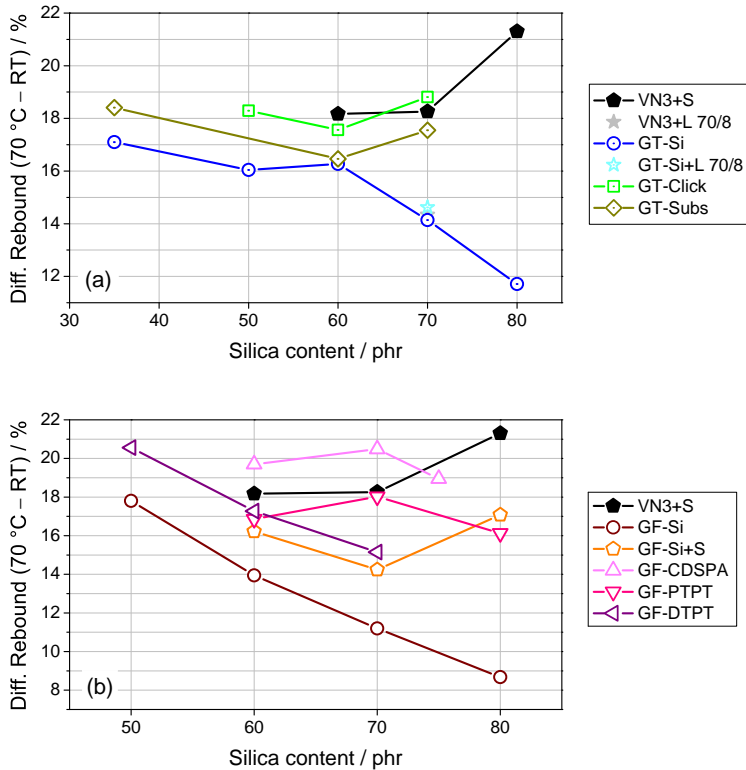 22
20
18
16
14
12
Diff. Rebound (70 °C – RT) / %
(a)
30
40
50
60
70
80
Silica content / phr
VN3+S
VN3+L 70/8
GT-Si
GT-Si+L 70/8
GT-Click
GT-Subs
22
20
18
16
14
12
10
8
Diff. Rebound (70 °C – RT) / %
(b)
50
60
70
80
Silica content / phr
VN3+S
GF-Si
GF-Si+S
GF-CDSPA
GF-PTPT
GF-DTPT